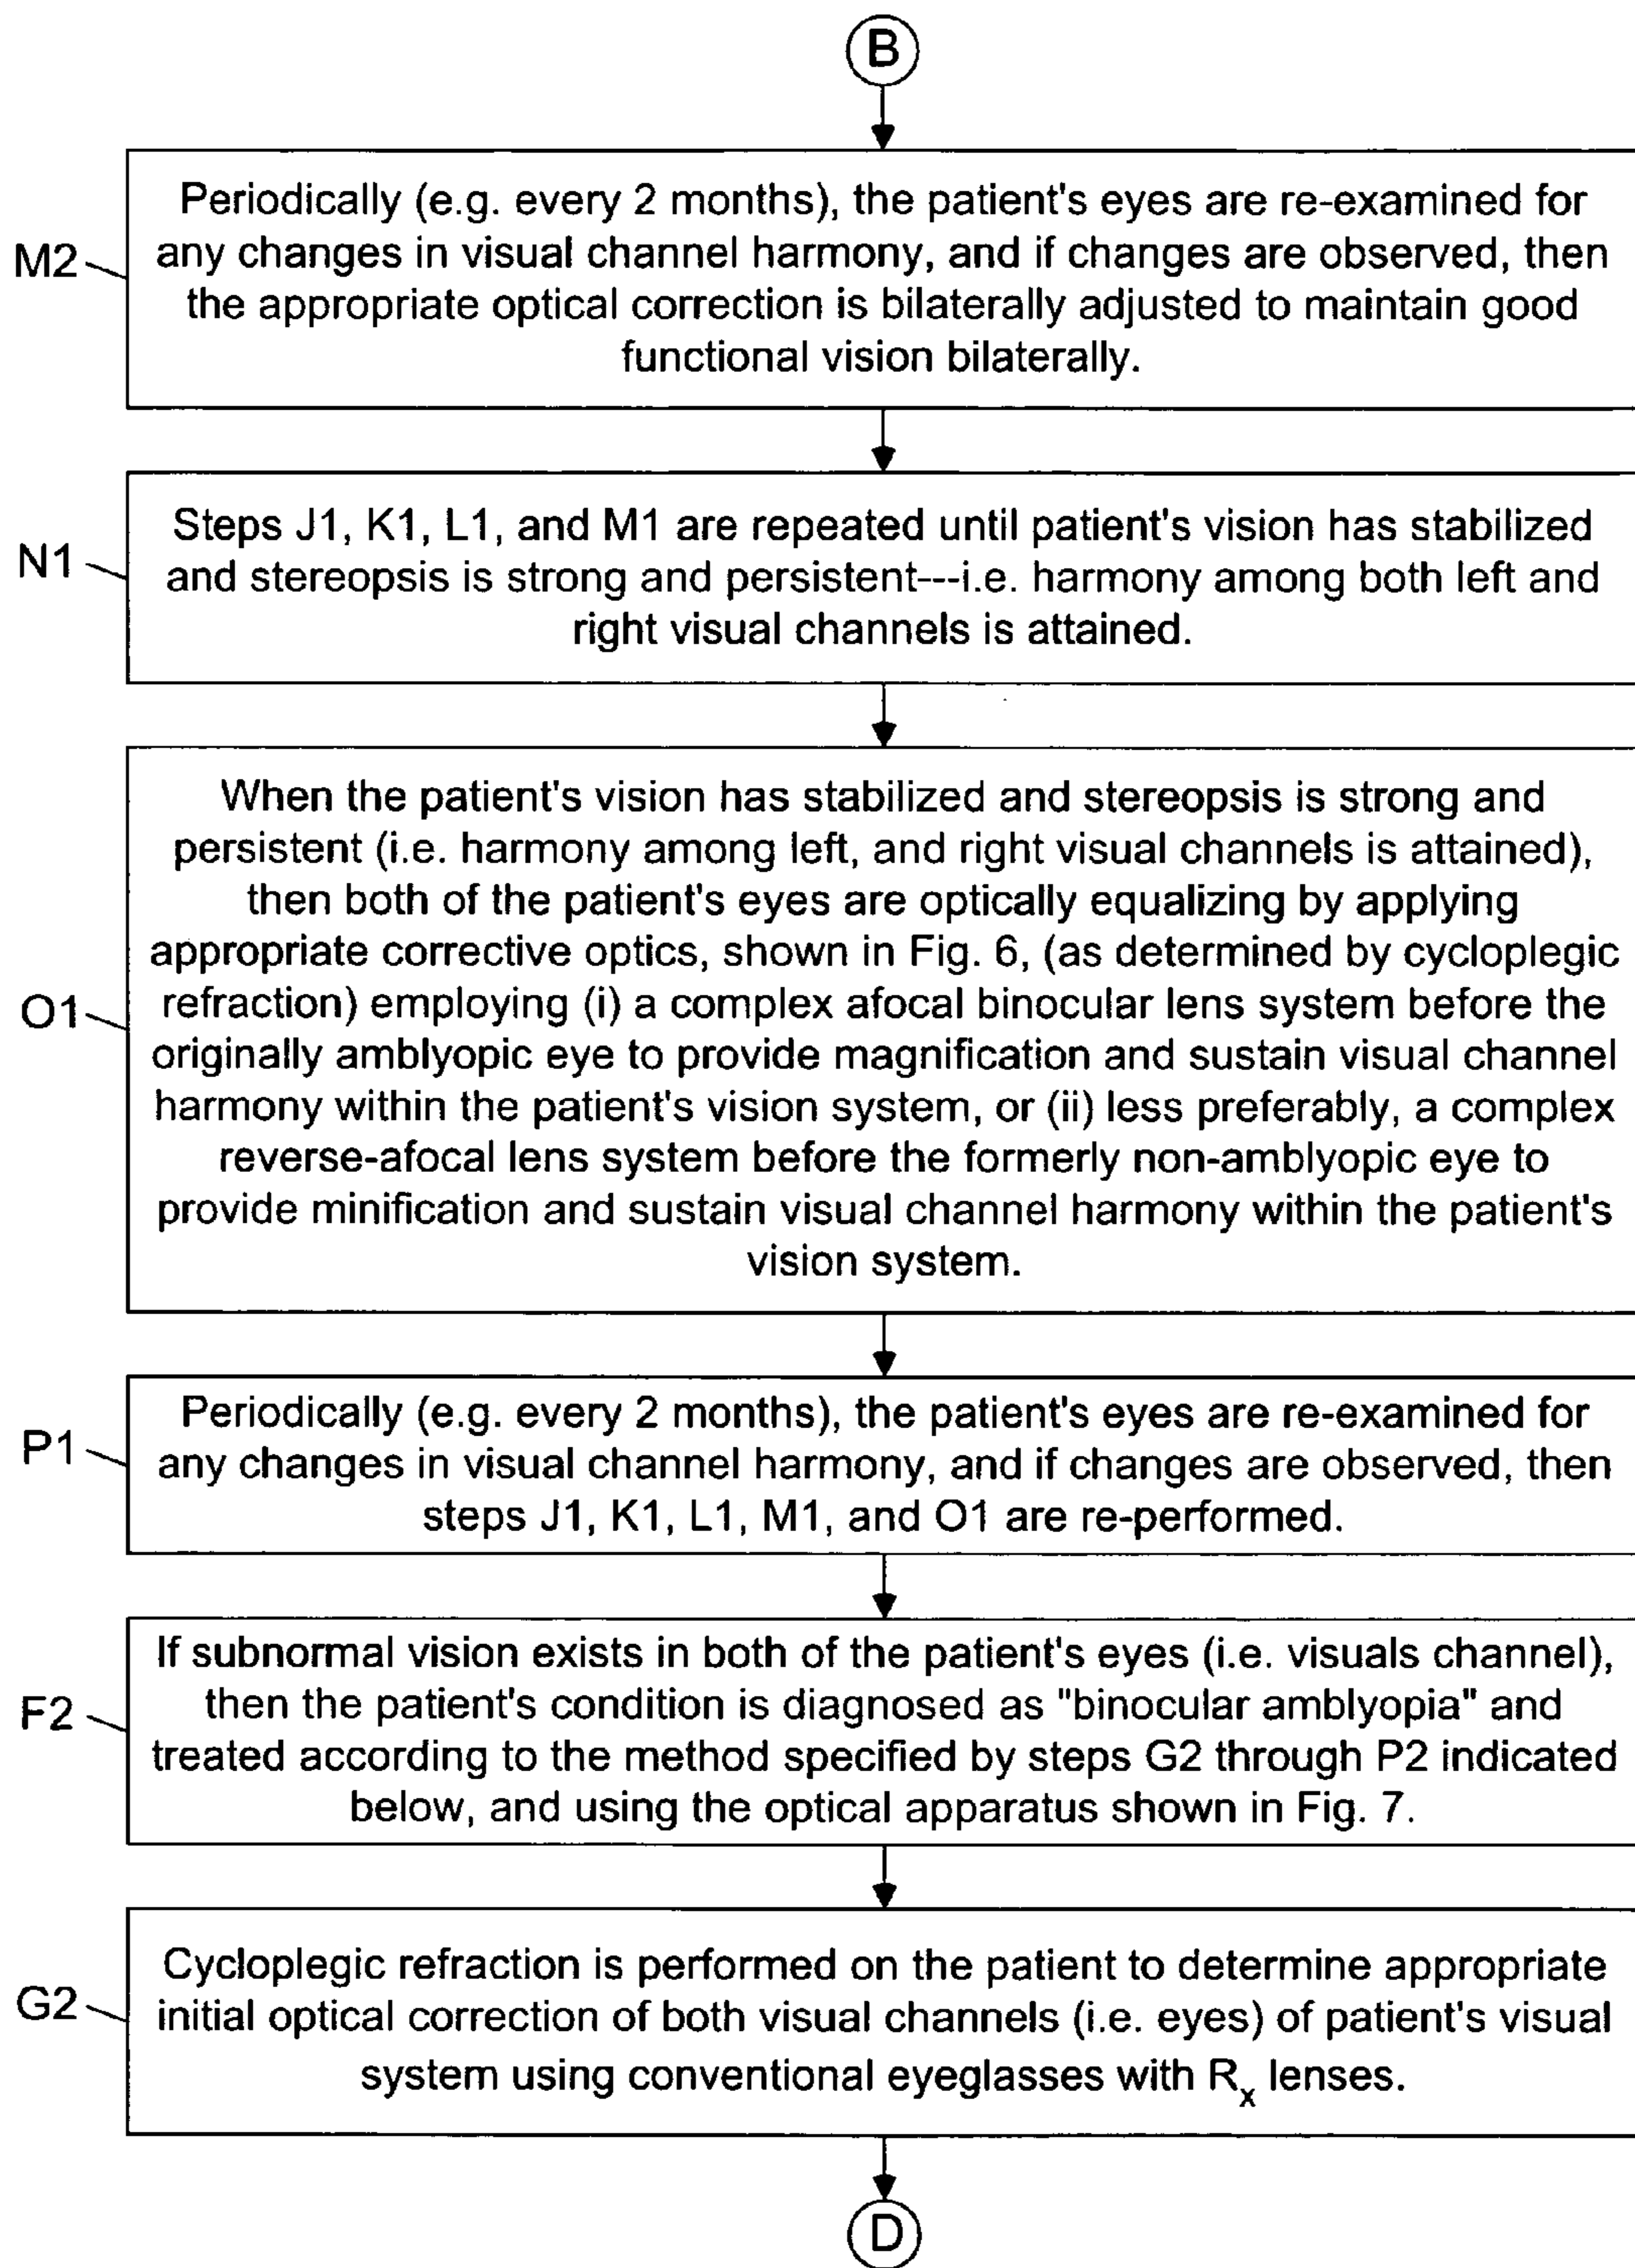 B
M2
Periodically (e.g. every 2 months), the patient's eyes are re-examined for
any changes in visual channel harmony, and if changes are observed, then
the appropriate optical correction is bilaterally adjusted to maintain good
functional vision bilaterally.
N1
Steps J1, K1, L1, and M1 are repeated until patient's vision has stabilized
and stereopsis is strong and persistent---i.e. harmony among both left and
right visual channels is attained.
O1
When the patient's vision has stabilized and stereopsis is strong and
persistent (i.e. harmony among left, and right visual channels is attained),
then both of the patient's eyes are optically equalizing by applying
appropriate corrective optics, shown in Fig. 6, (as determined by cycloplegic
refraction) employing (i) a complex afocal binocular lens system before the
originally amblyopic eye to provide magnification and sustain visual channel
harmony within the patient's vision system, or (ii) less preferably, a complex
reverse-afocal lens system before the formerly non-amblyopic eye to
provide minification and sustain visual channel harmony within the patient's
vision system.
P1
Periodically (e.g. every 2 months), the patient's eyes are re-examined for
any changes in visual channel harmony, and if changes are observed, then
steps J1, K1, L1, M1, and O1 are re-performed.
F2
If subnormal vision exists in both of the patient's eyes (i.e. visuals channel),
then the patient's condition is diagnosed as "binocular amblyopia" and
treated according to the method specified by steps G2 through P2 indicated
below, and using the optical apparatus shown in Fig. 7.
G2
Cycloplegic refraction is performed on the patient to determine appropriate
initial optical correction of both visual channels (i.e. eyes) of patient's visual
system using conventional eyeglasses with Rx lenses.
D